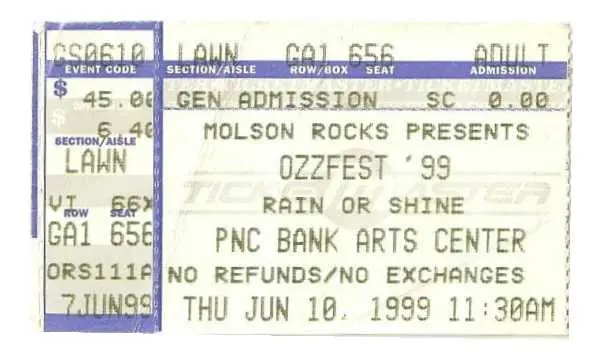 GS0610 LAWN GA1 656 ADULT
EVENT CODE SECTION/AISLE ROW/BOX SEAT ADMISSION
$ 45.00 GEN ADMISSION SC 0.00
6.40 MOLSON ROCKS PRESENTS
SECTION/AISLE
LAWN OZZFEST '99
TICKETMASTER
VI 66X RAIN OR SHINE
ROW SEAT
GA1 656 PNC BANK ARTS CENTER
ORS111A NO REFUNDS/NO EXCHANGES
7JUN99 THU JUN 10, 1999 11:30AM